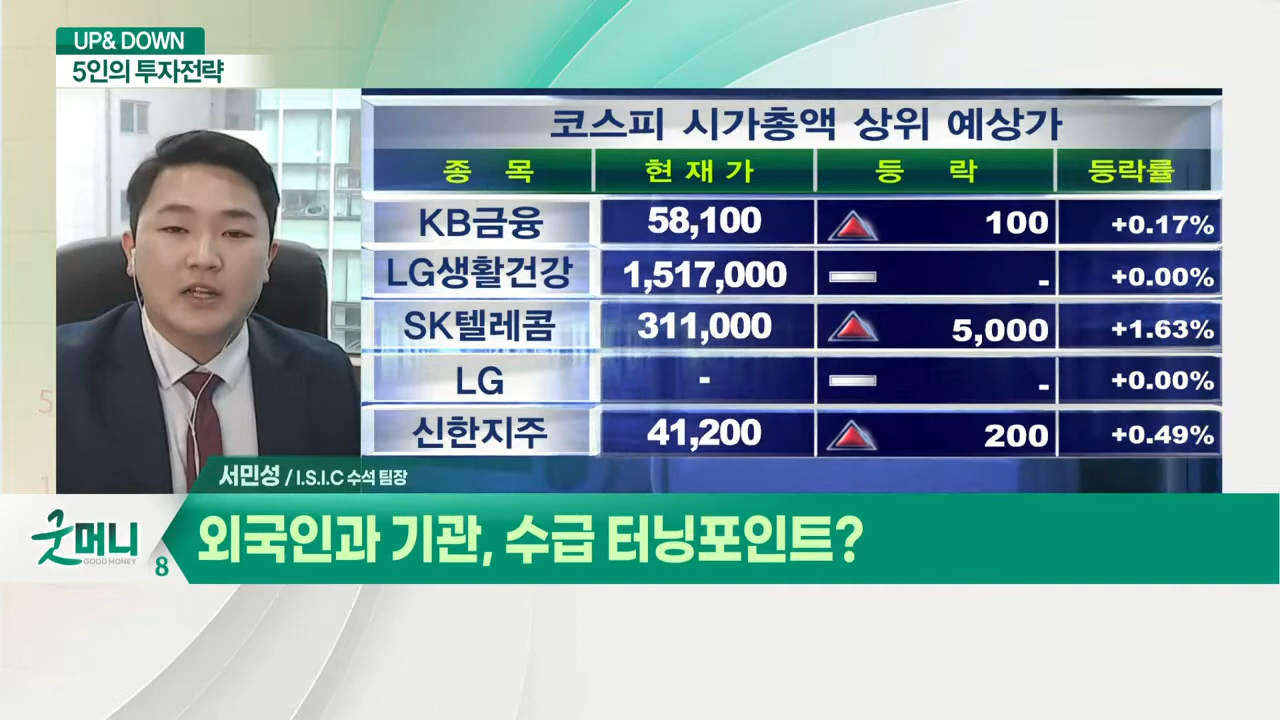 UP& DOWN
5인의 투자전략
코스피 시가총액 상위 예상가
종 목 현 재 가 등 락 등락률
KB금융 58,100 100 +0.17%
LG생활건강 1,517,000 - +0.00%
SK텔레콤 311,000 5,000 +1.63%
LG - - +0.00%
신한지주 41,200 200 +0.49%
서민성 / I.S.I.C 수석 팀장
굿머니
GOOD MONEY
8
외국인과 기관, 수급 터닝포인트?
5
1